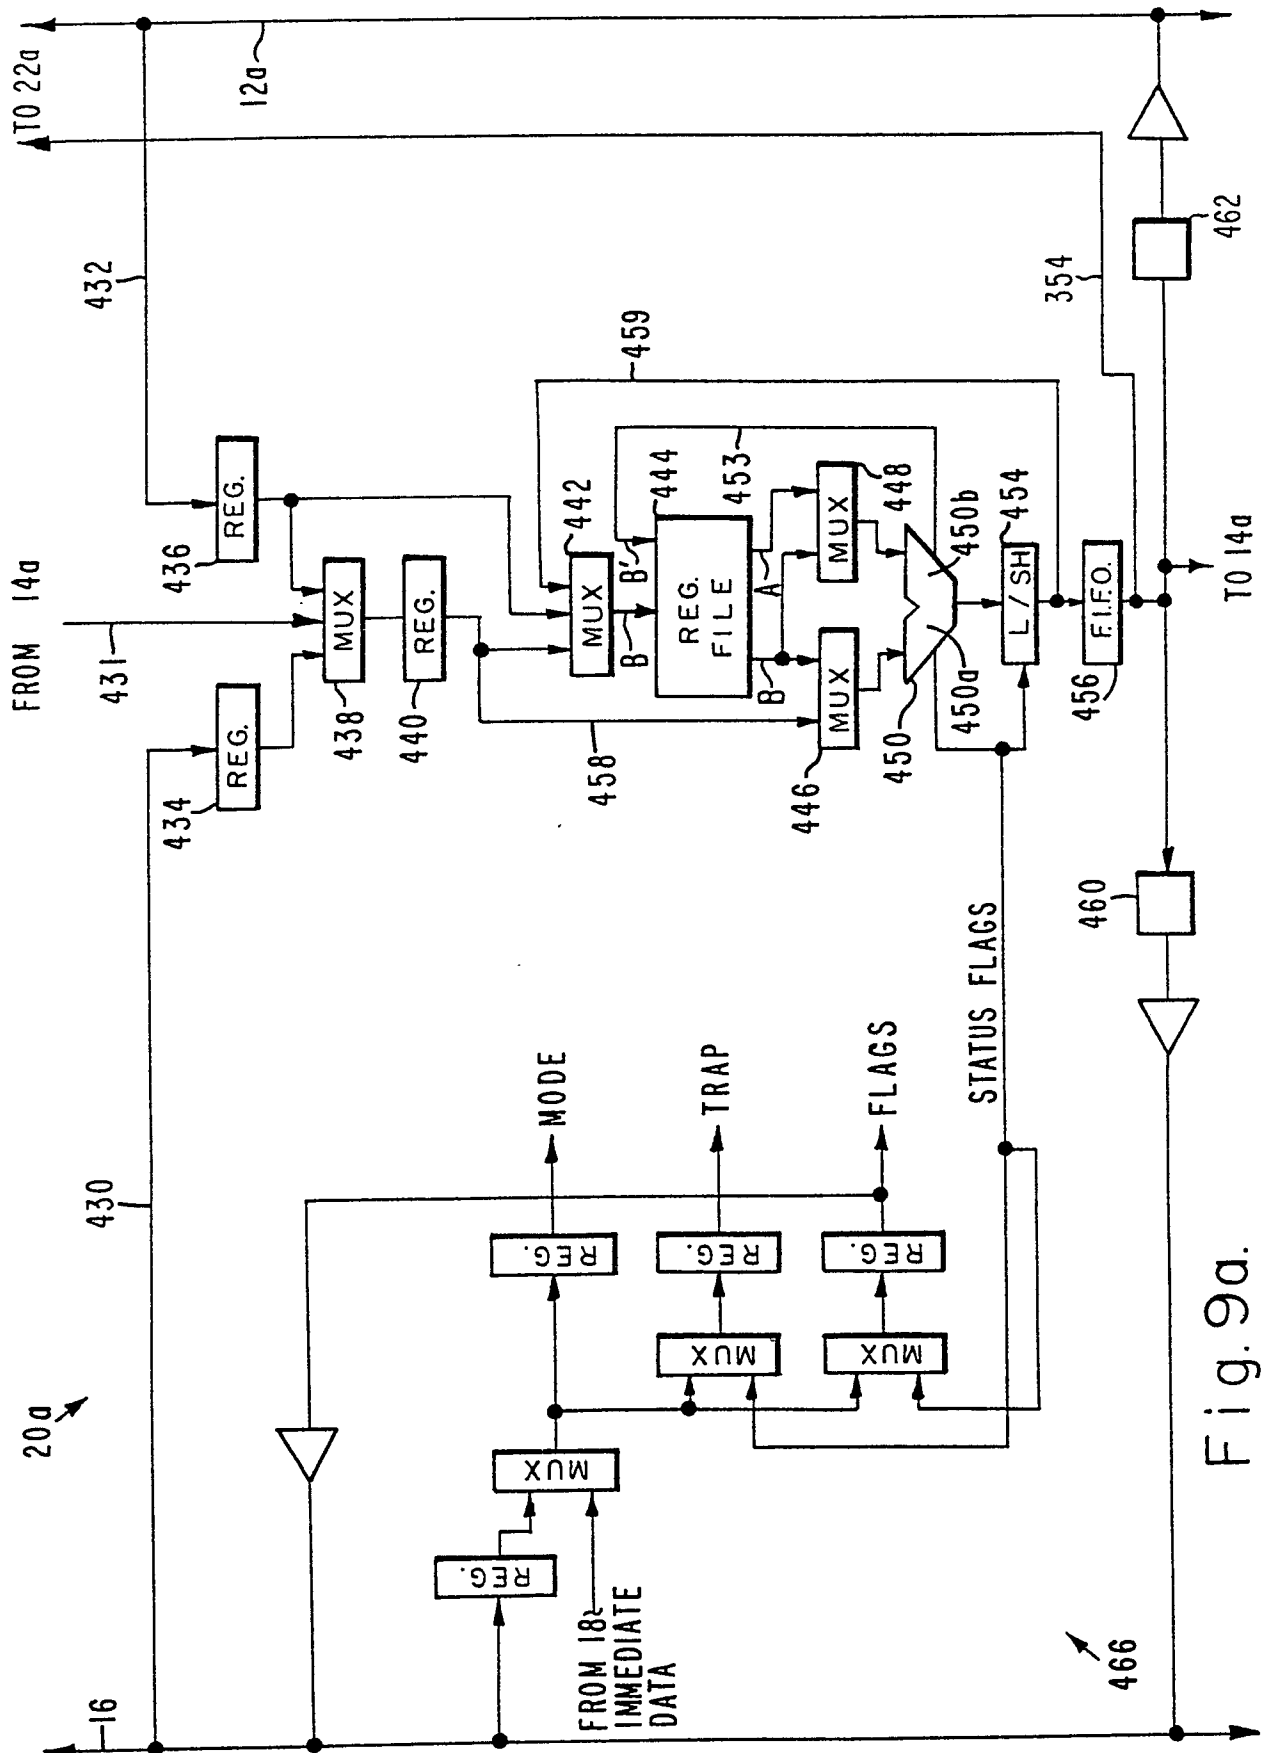 TO 22a
FROM 14a
12a
432
431
436
REG.
434
REG.
MUX
438
REG.
440
430
459
453
442
444
MUX
B
B'
REG.
FILE
A
B
458
MUX
448
MUX
446
450
450a
450b
454
L/SH
F.I.F.O.
456
354
462
TO 14a
460
STATUS FLAGS
MODE
TRAP
FLAGS
REG.
REG.
REG.
MUX
MUX
MUX
REG.
FROM 18
IMMEDIATE
DATA
20a
16
466
Fig. 9a.